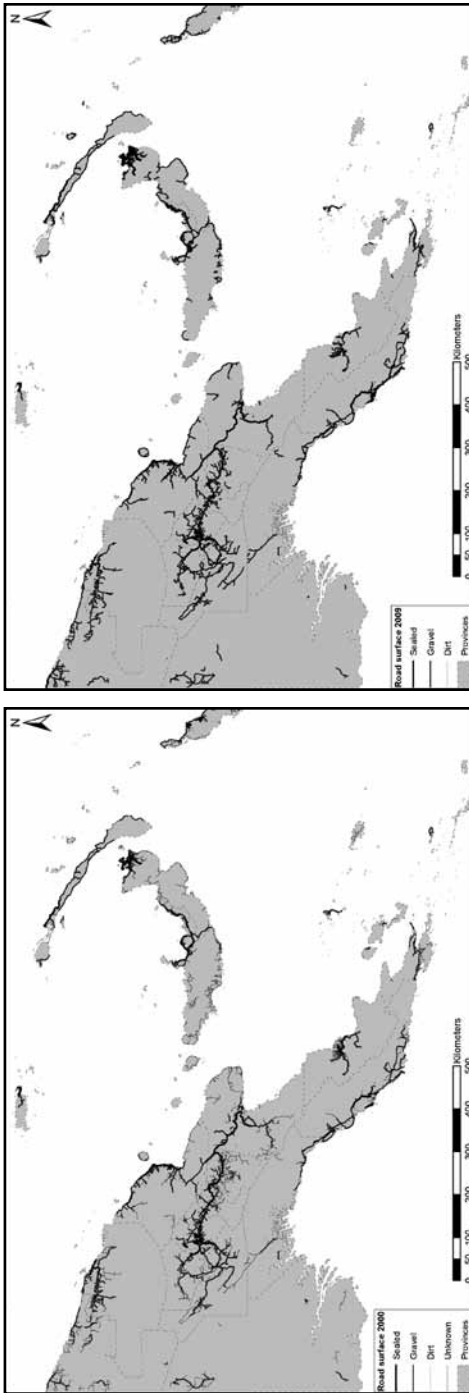 N
Road surface 2009
Sealed
Gravel
Dirt
Provinces
0 50 100 200 300 400 500
Kilometers
N
Road surface 2000
Sealed
Gravel
Dirt
Unknown
Provinces
0 50 100 200 300 400 500
Kilometers